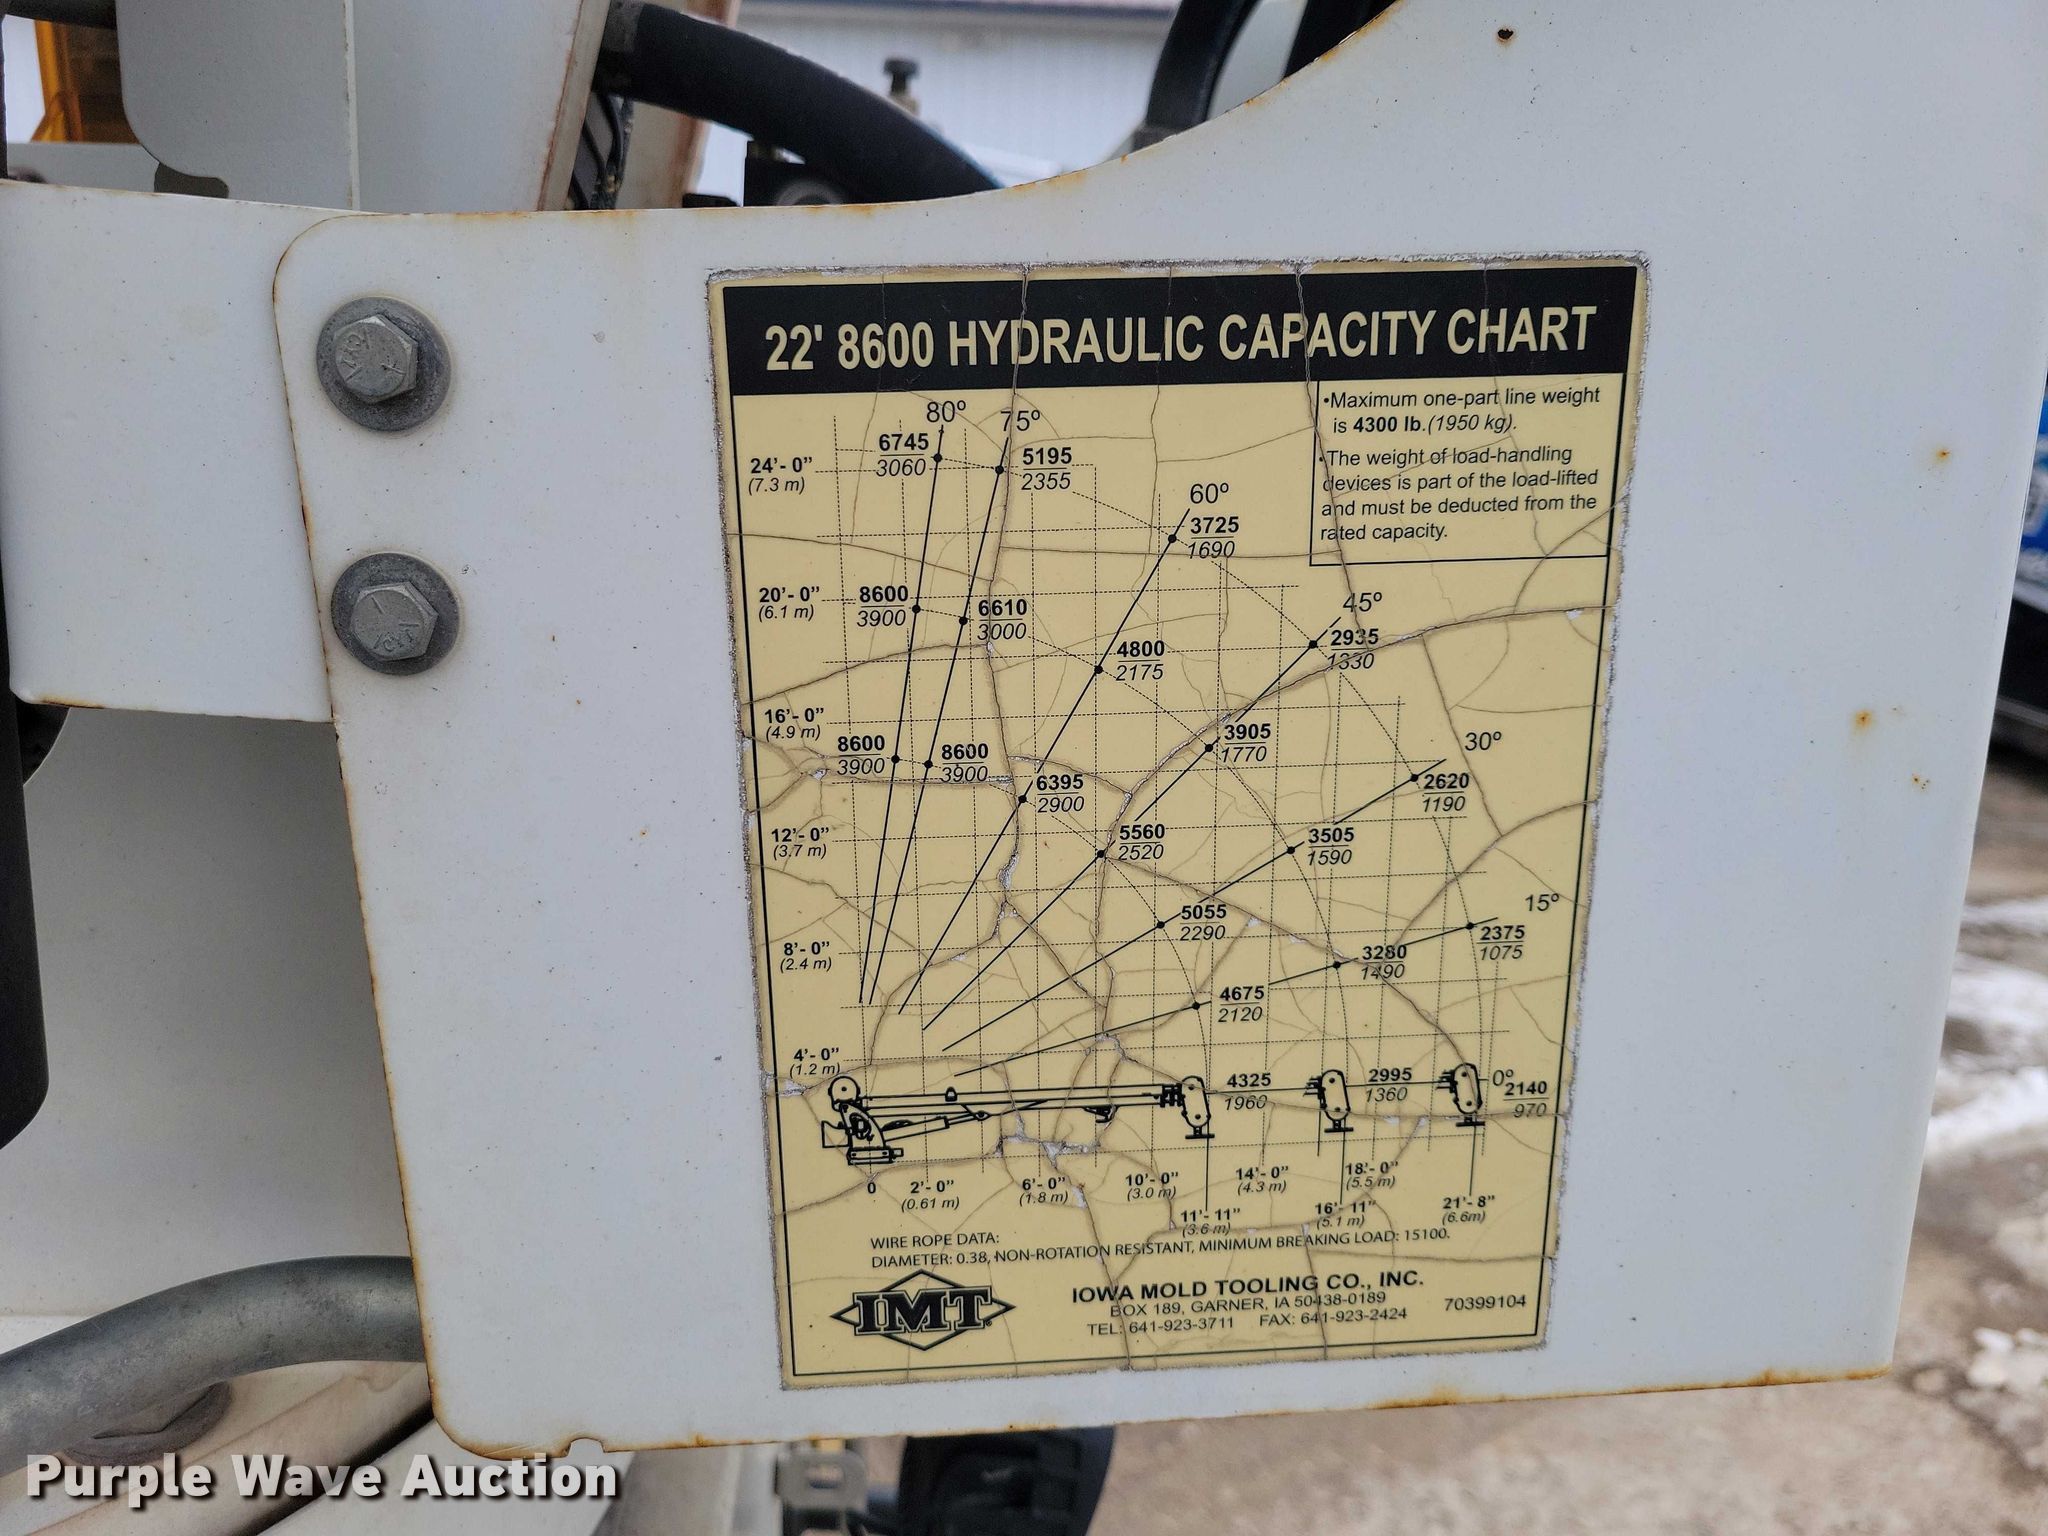 22' 8600 HYDRAULIC CAPACITY CHART
•Maximum one-part line weight
is 4300 lb.(1950 kg).
•The weight of load-handling
devices is part of the load-lifted
and must be deducted from the
rated capacity.
80º
75º
6745
3060
5195
2355
24'-0"
(7.3 m)
60º
3725
1690
20'-0"
(6.1 m)
8600
3900
6610
3000
45º
4800
2175
2935
1330
16'-0"
(4.9 m)
8600
3900
8600
3900
3905
1770
30º
6395
2900
2620
1190
12'-0"
(3.7 m)
5560
2520
3505
1590
15º
8'-0"
(2.4 m)
5055
2290
2375
1075
3280
1490
4675
2120
4'-0"
(1.2 m)
4325
1960
2995
1360
0º
2140
970
0
2'-0"
(0.61 m)
6'-0"
(1.8 m)
10'-0"
(3.0 m)
14'-0"
(4.3 m)
18'-0"
(5.5 m)
11'-11"
(3.6 m)
16'-11"
(5.1 m)
21'-8"
(6.6m)
WIRE ROPE DATA:
DIAMETER: 0.38, NON-ROTATION RESISTANT, MINIMUM BREAKING LOAD: 15100.
IMT
IOWA MOLD TOOLING CO., INC.
BOX 189, GARNER, IA 50438-0189
TEL: 641-923-3711 FAX: 641-923-2424
70399104
Purple Wave Auction